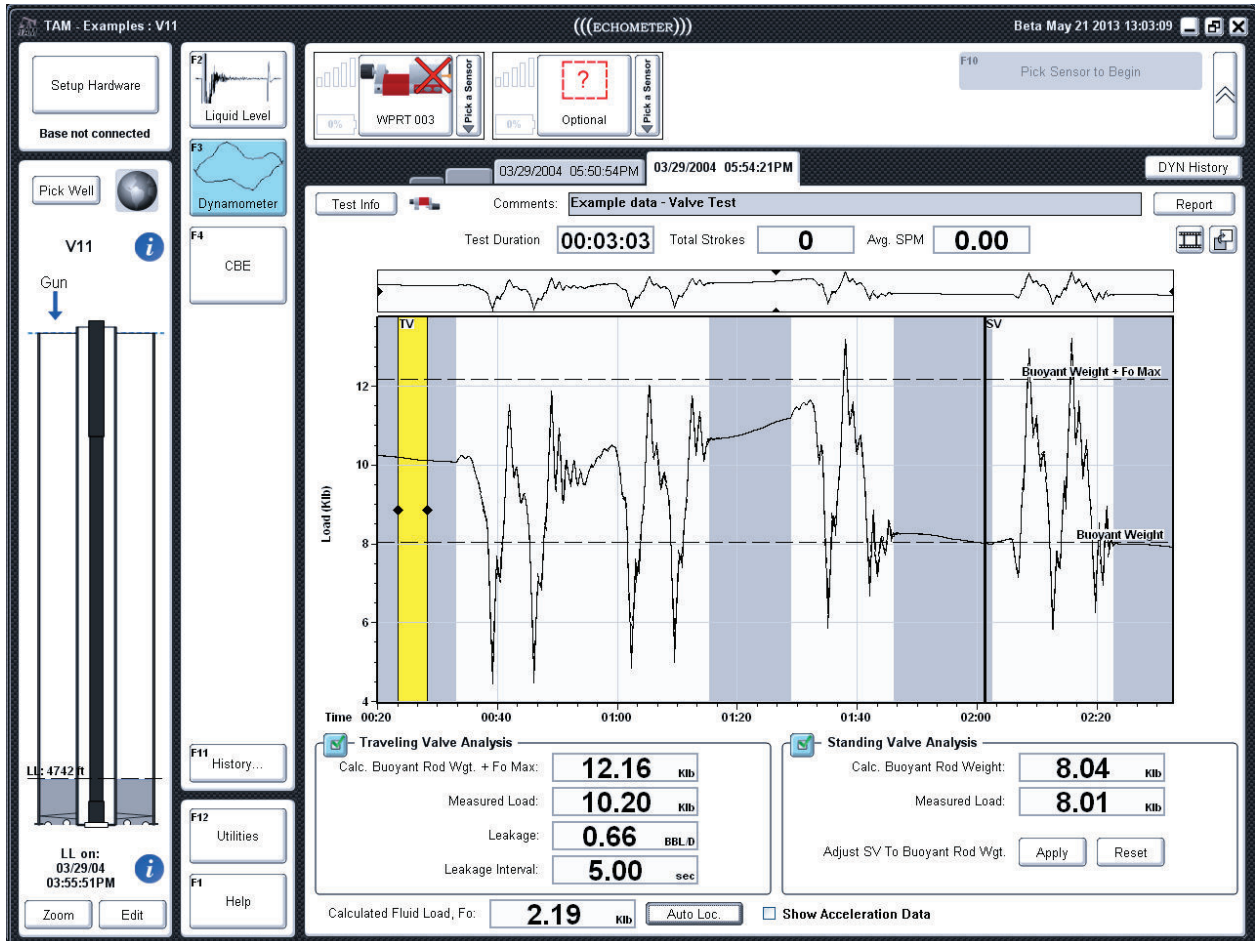 TAM - Examples : V11
(((ECHOMETER)))
Beta May 21 2013 13:03:09
Setup Hardware
Base not connected
F2
Liquid Level
F3
Dynamometer
F4
CBE
F11
History...
F12
Utilities
F1
Help
Pick Well
V11
Gun
LL: 4742 ft
LL on:
03/29/04
03:55:51PM
Zoom
Edit
0%
WPRT 003
Pick a Sensor
0%
?
Optional
Pick a Sensor
F10
Pick Sensor to Begin
03/29/2004 05:50:54PM
03/29/2004 05:54:21PM
DYN History
Test Info
Comments:
Example data - Valve Test
Report
Test Duration
00:03:03
Total Strokes
0
Avg. SPM
0.00
TV
SV
Buoyant Weight + Fo Max
Buoyant Weight
Load (Klb)
12
10
8
6
4
Time
00:20
00:40
01:00
01:20
01:40
02:00
02:20
Traveling Valve Analysis
Calc. Buoyant Rod Wgt. + Fo Max:
12.16
Klb
Measured Load:
10.20
Klb
Leakage:
0.66
BBL/D
Leakage Interval:
5.00
sec
Standing Valve Analysis
Calc. Buoyant Rod Weight:
8.04
Klb
Measured Load:
8.01
Klb
Adjust SV To Buoyant Rod Wgt.
Apply
Reset
Calculated Fluid Load, Fo:
2.19
Klb
Auto Loc.
Show Acceleration Data